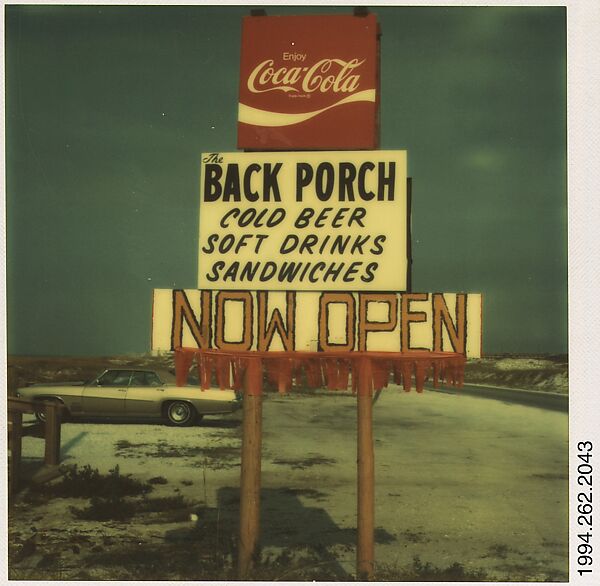 Enjoy
Coca-Cola
The
BACK PORCH
COLD BEER
SOFT DRINKS
SANDWICHES
NOW OPEN
1994.262.2043